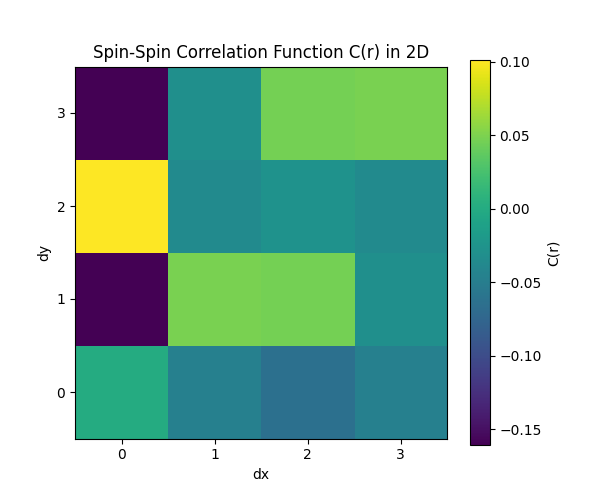 Spin-Spin Correlation Function C(r) in 2D
3
2
1
0
dy
0 1 2 3
dx
0.10
0.05
0.00
−0.05
−0.10
−0.15
C(r)